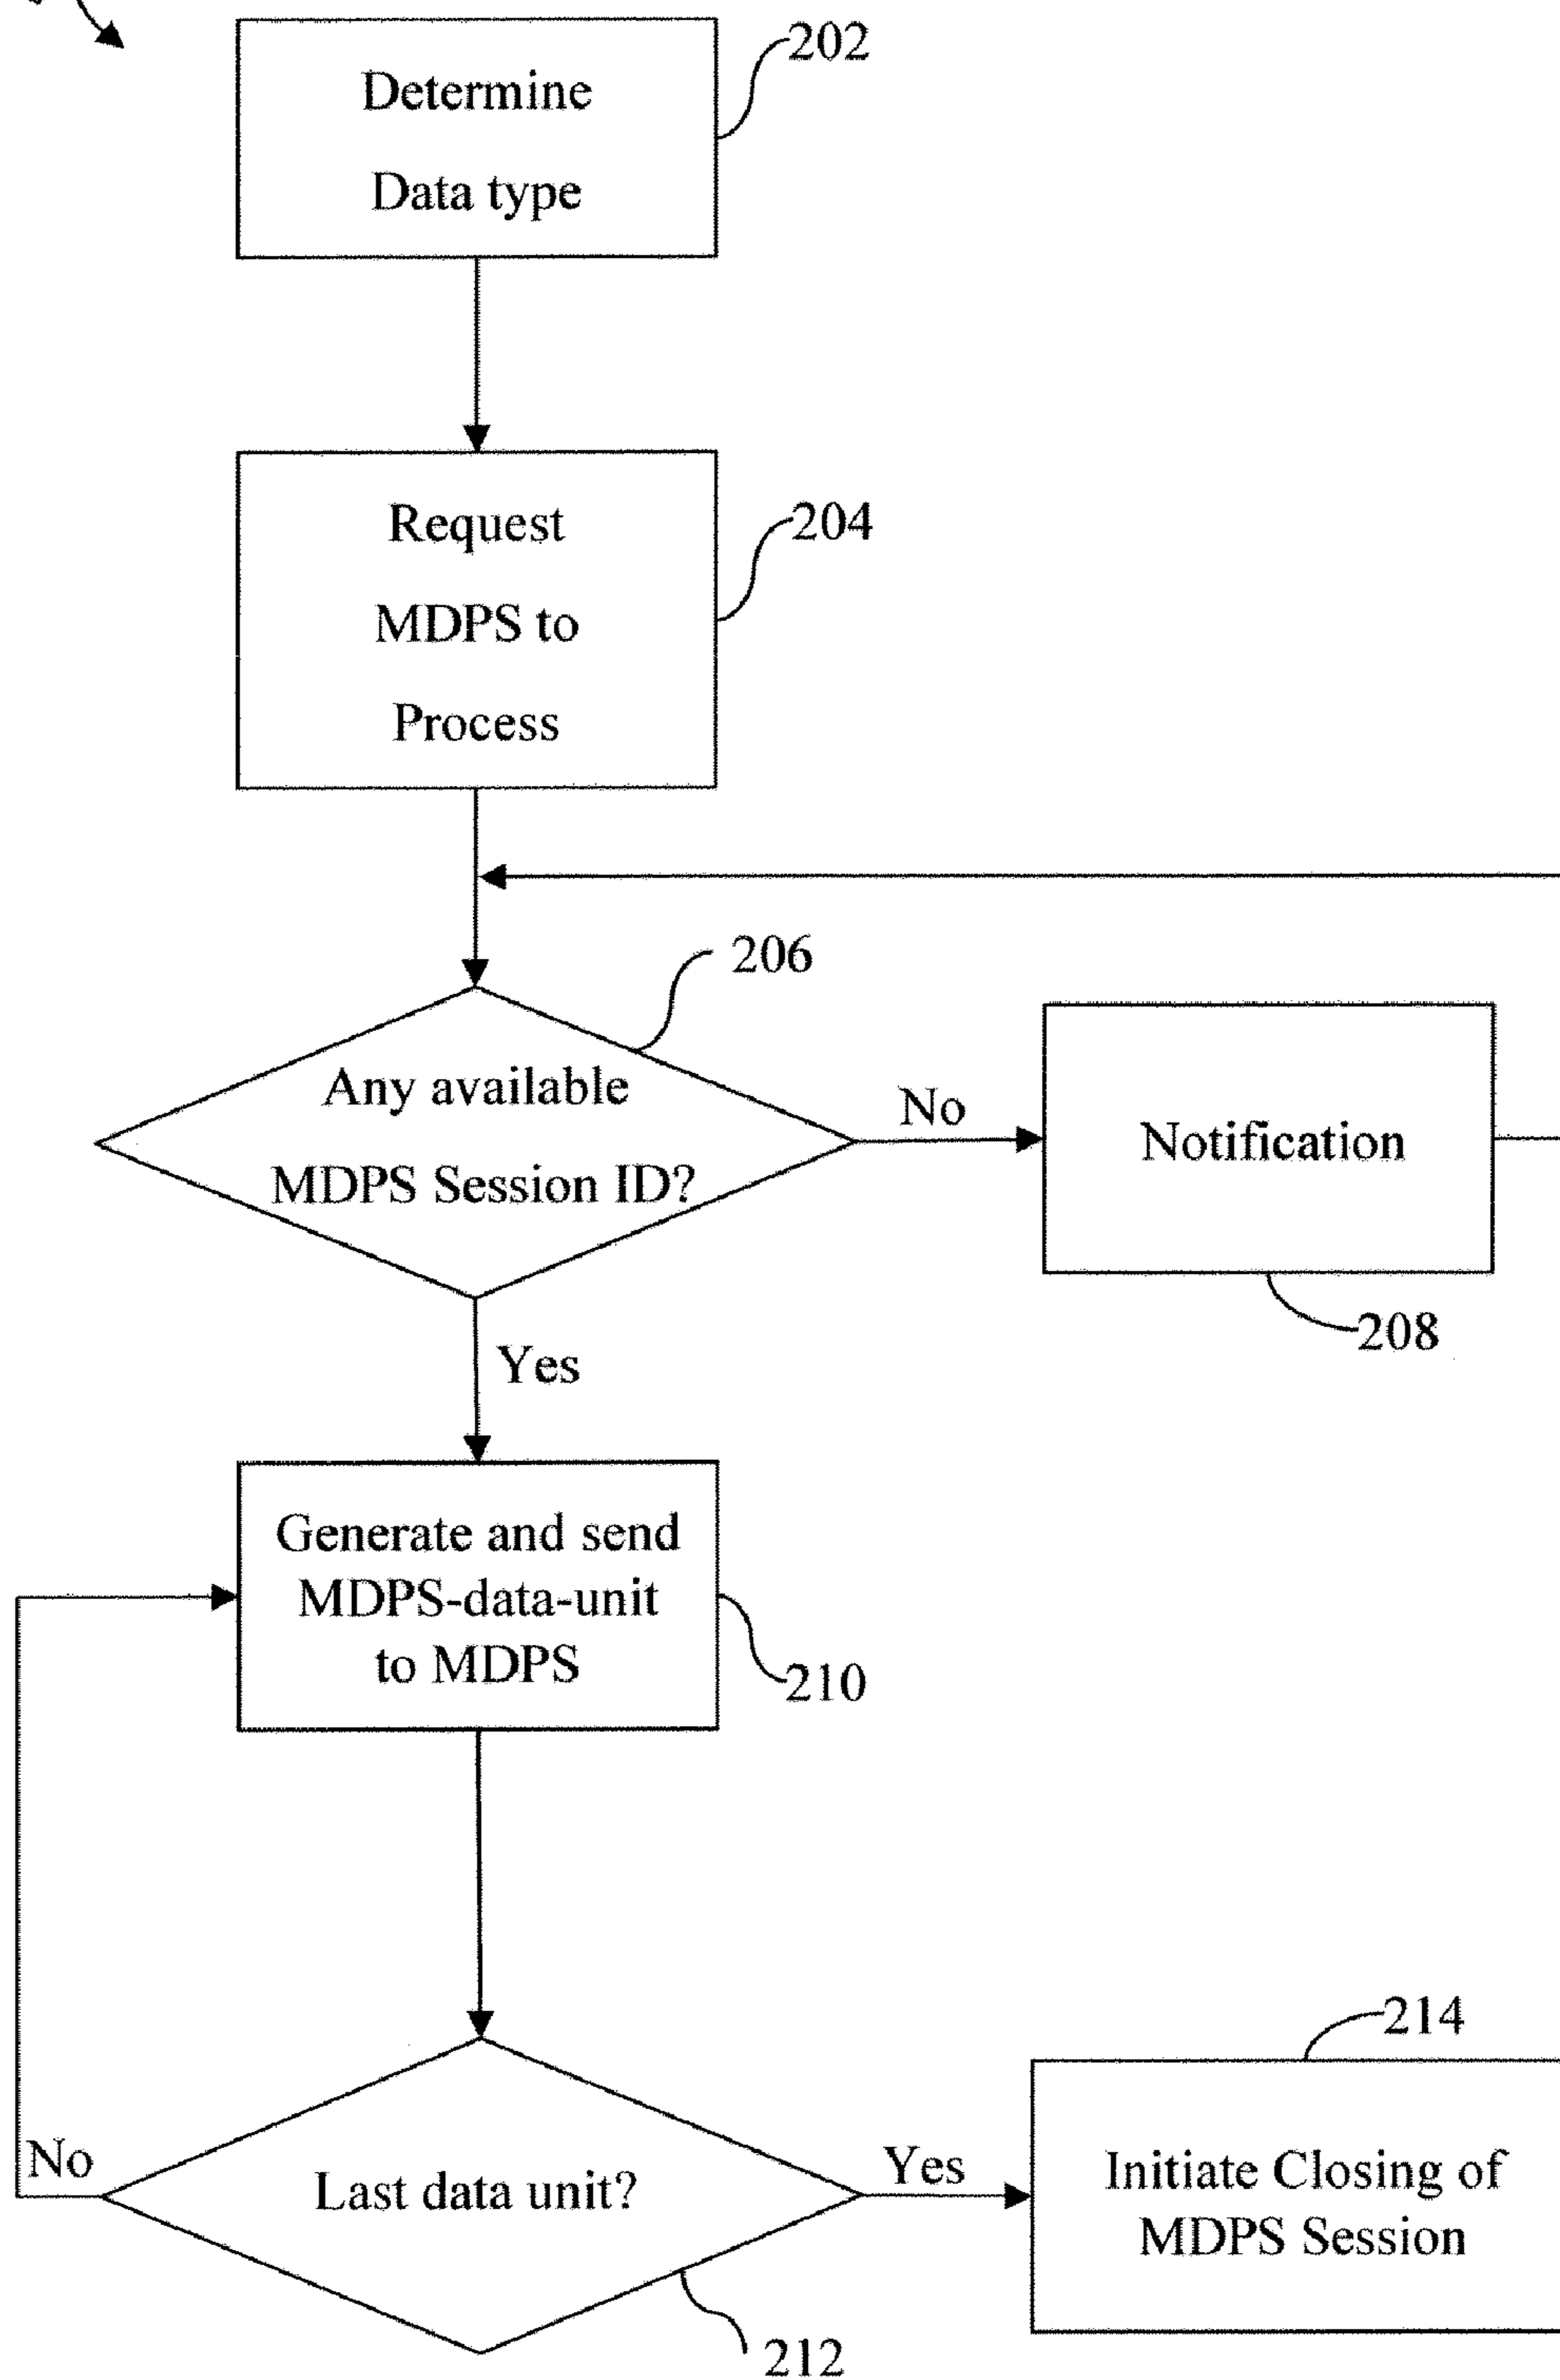 202
Determine
Data type
204
Request
MDPS to
Process
206
Any available
MDPS Session ID?
No
Notification
208
Yes
Generate and send
MDPS-data-unit
to MDPS
210
214
No
Last data unit?
Yes
Initiate Closing of
MDPS Session
212